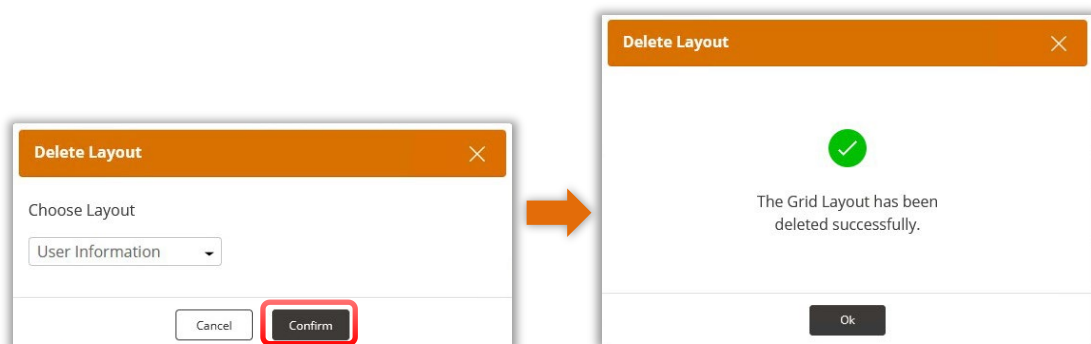 Delete Layout
Choose Layout
User Information
Cancel
Confirm
Delete Layout
The Grid Layout has been
deleted successfully.
Ok